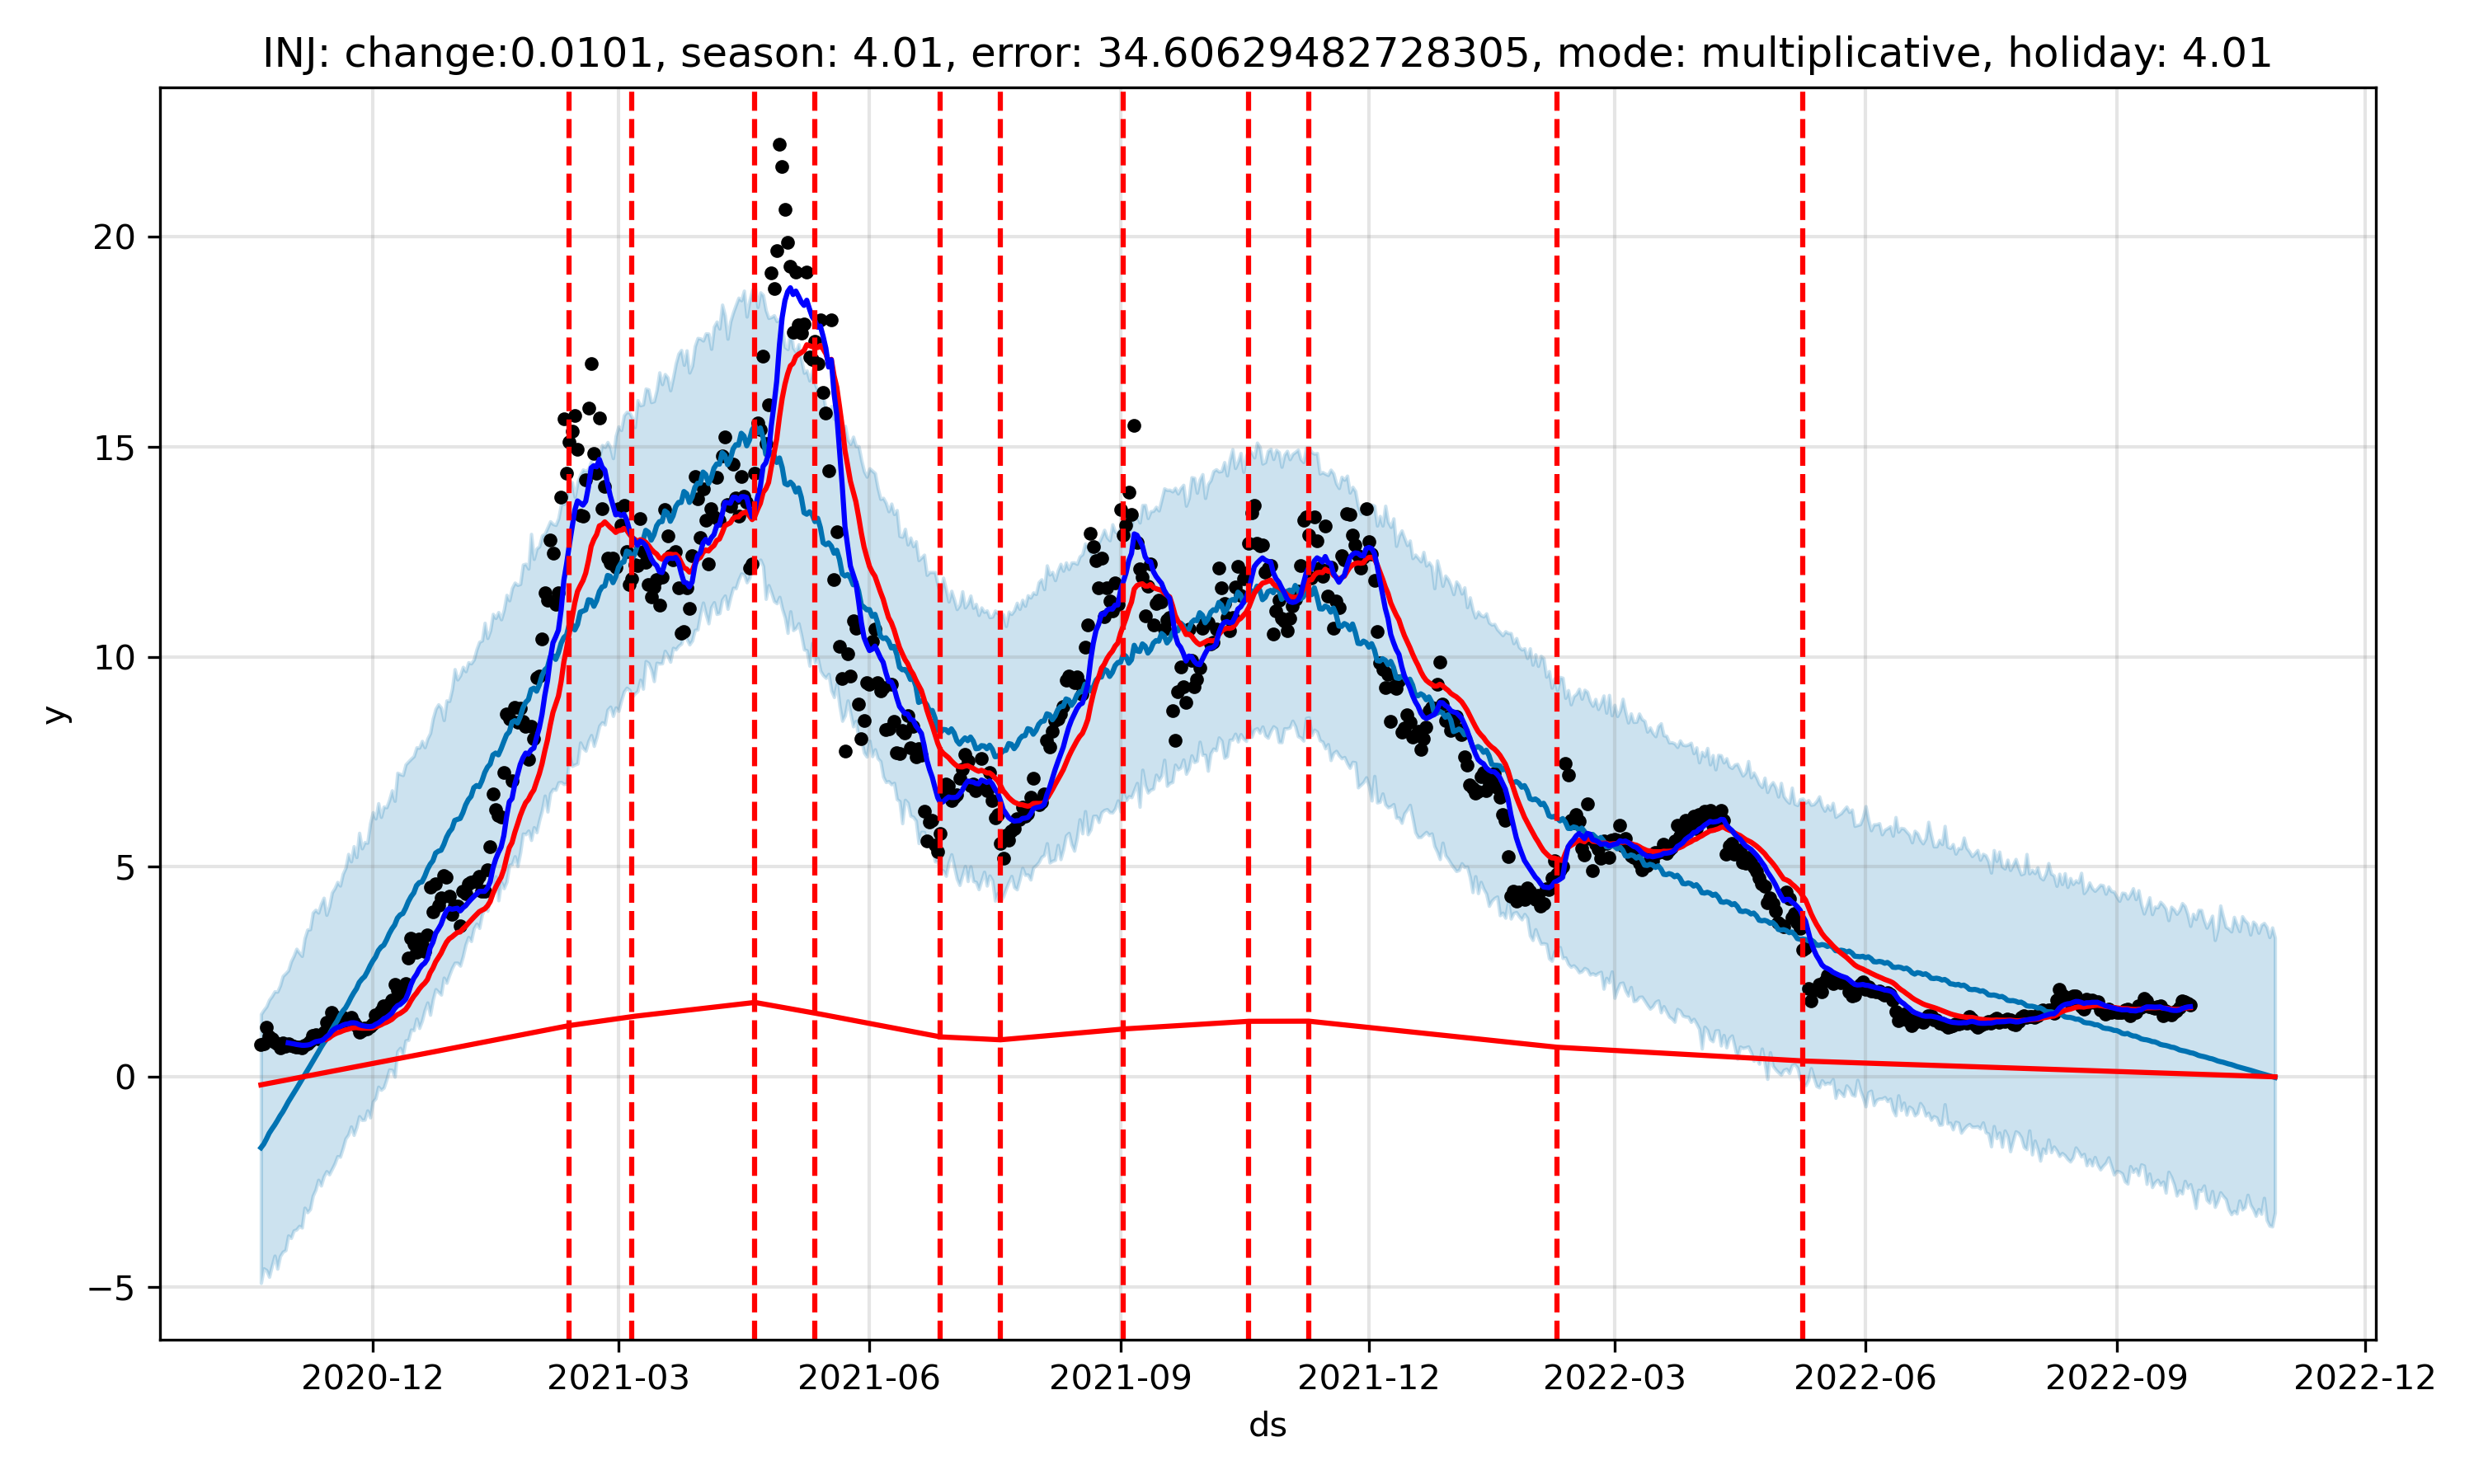 INJ: change:0.0101, season: 4.01, error: 34.60629482728305, mode: multiplicative, holiday: 4.01
y
20
15
10
5
0
−5
2020-12 2021-03 2021-06 2021-09 2021-12 2022-03 2022-06 2022-09 2022-12
ds